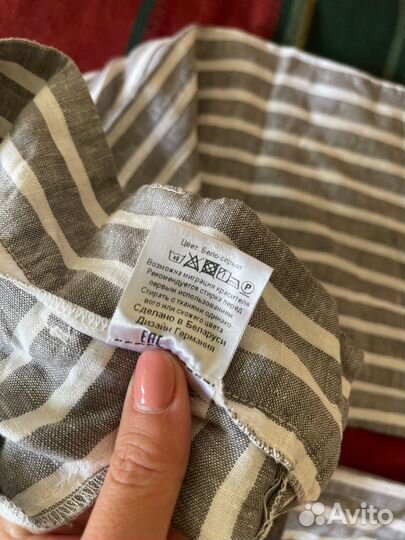 Цвет: Бело-серый
Возможна миграция красителя
Рекомендуется стирка перед
первым использованием
Стирать с тканями одинако-
вого или схожего цвета
Сделано в Беларуси
Дизайн Германия
EAC
Avito